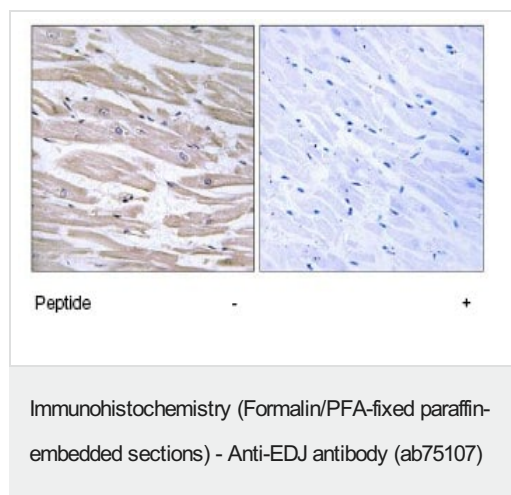 Peptide - +
Immunohistochemistry (Formalin/PFA-fixed paraffin-
embedded sections) - Anti-EDJ antibody (ab75107)